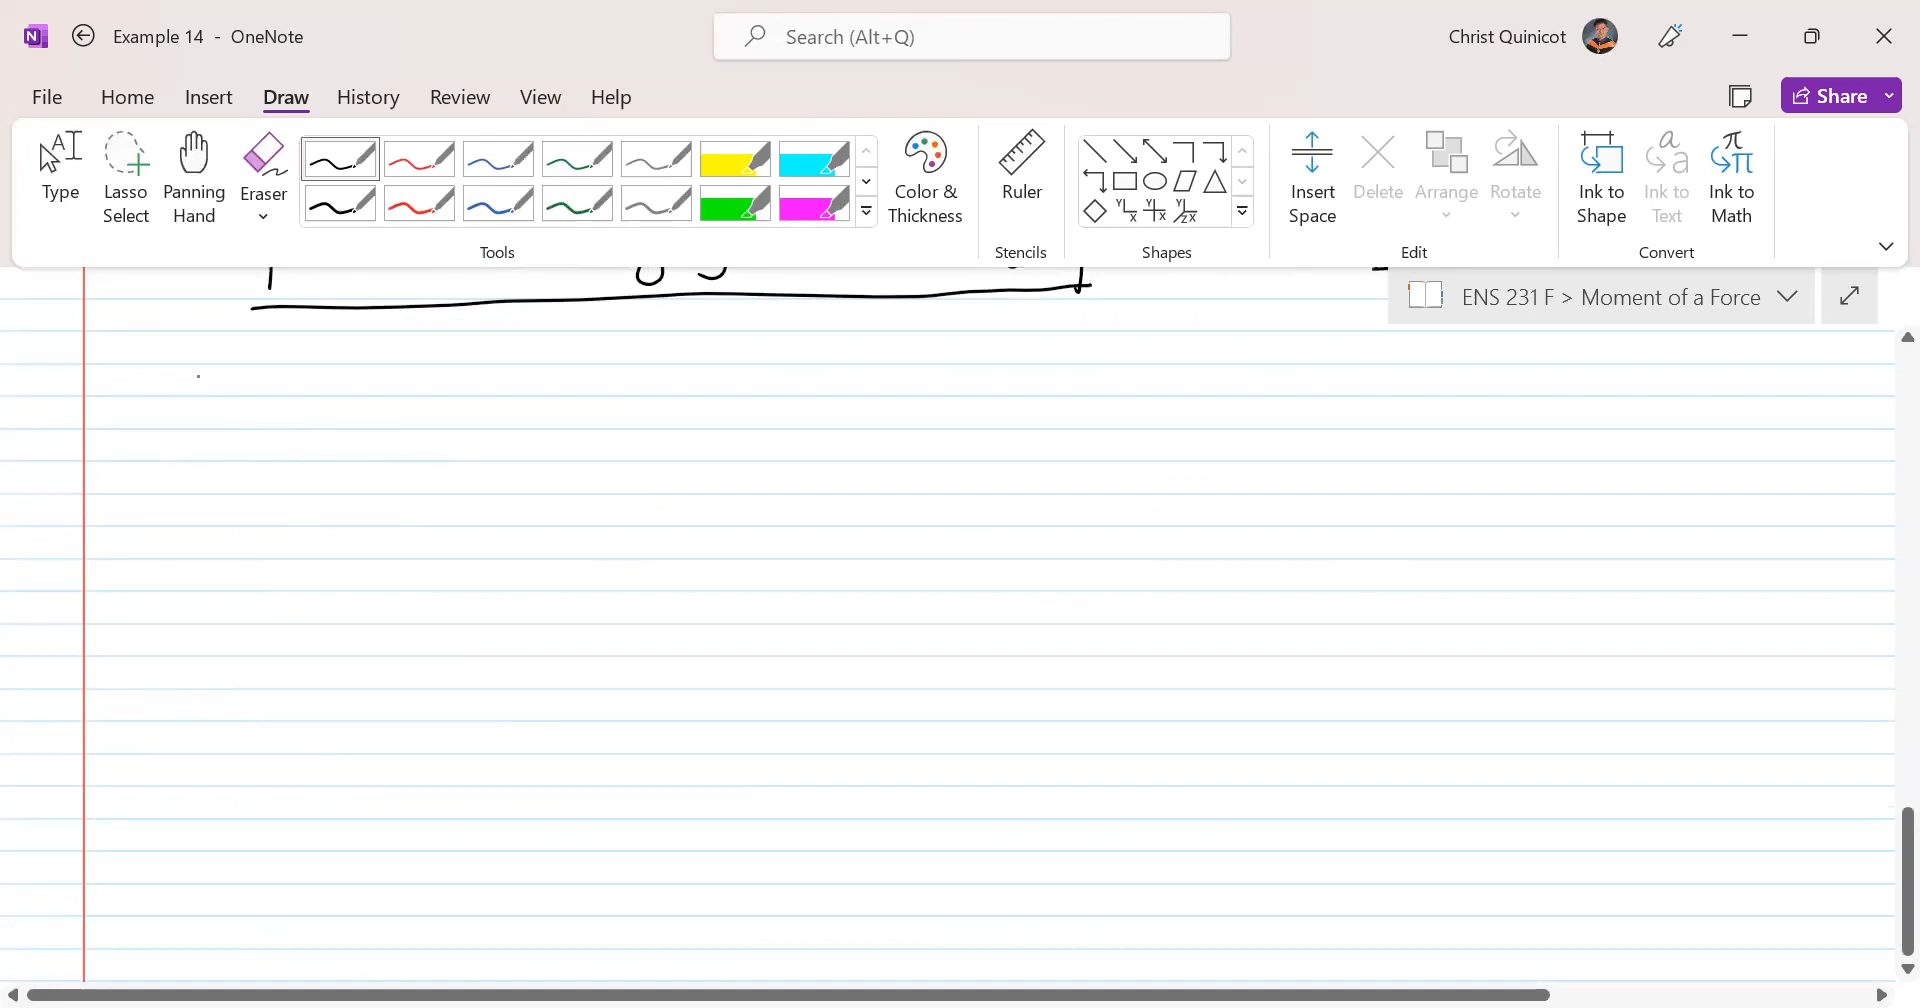 Example 14 - OneNote
Search (Alt+Q)
Christ Quinicot
File Home Insert Draw History Review View Help
Share
Type
Lasso Select
Panning Hand
Eraser
Color & Thickness
Ruler
Insert Space
Delete
Arrange
Rotate
Ink to Shape
Ink to Text
Ink to Math
Tools
Stencils
Shapes
Edit
Convert
ENS 231 F > Moment of a Force